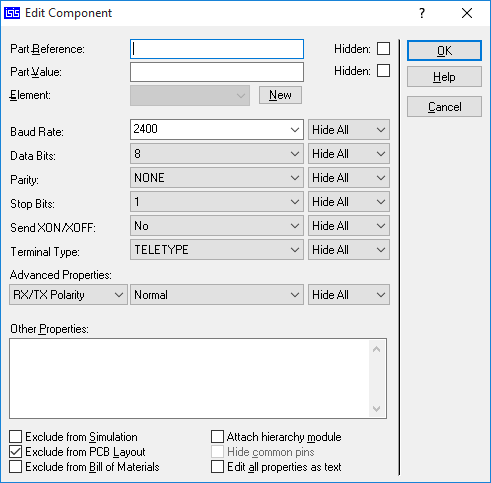 ISIS Edit Component ? ×
Part Reference: Hidden: OK
Part Value: Hidden: Help
Element: New Cancel
Baud Rate: 2400 Hide All
Data Bits: 8 Hide All
Parity: NONE Hide All
Stop Bits: 1 Hide All
Send XON/XOFF: No Hide All
Terminal Type: TELETYPE Hide All
Advanced Properties:
RX/TX Polarity Normal Hide All
Other Properties:
Exclude from Simulation Attach hierarchy module
Exclude from PCB Layout Hide common pins
Exclude from Bill of Materials Edit all properties as text